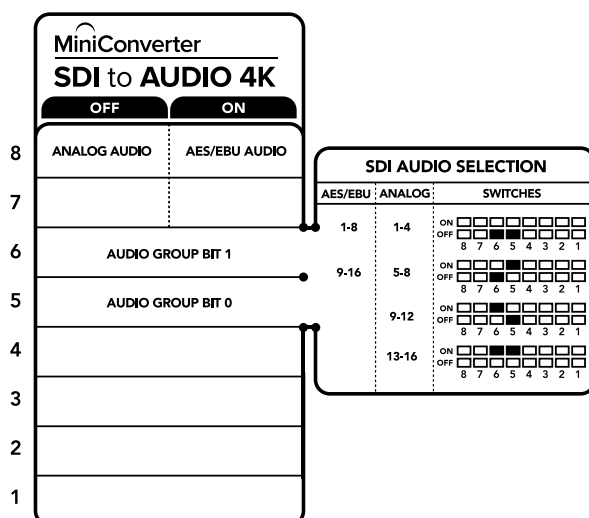 MiniConverter
SDI to AUDIO 4K
OFF ON
8 ANALOG AUDIO AES/EBU AUDIO
7
6 AUDIO GROUP BIT 1
5 AUDIO GROUP BIT 0
4
3
2
1
SDI AUDIO SELECTION
AES/EBU ANALOG SWITCHES
1-8 1-4
ON
OFF
8 7 6 5 4 3 2 1
9-16 5-8
ON
OFF
8 7 6 5 4 3 2 1
9-12
ON
OFF
8 7 6 5 4 3 2 1
13-16
ON
OFF
8 7 6 5 4 3 2 1